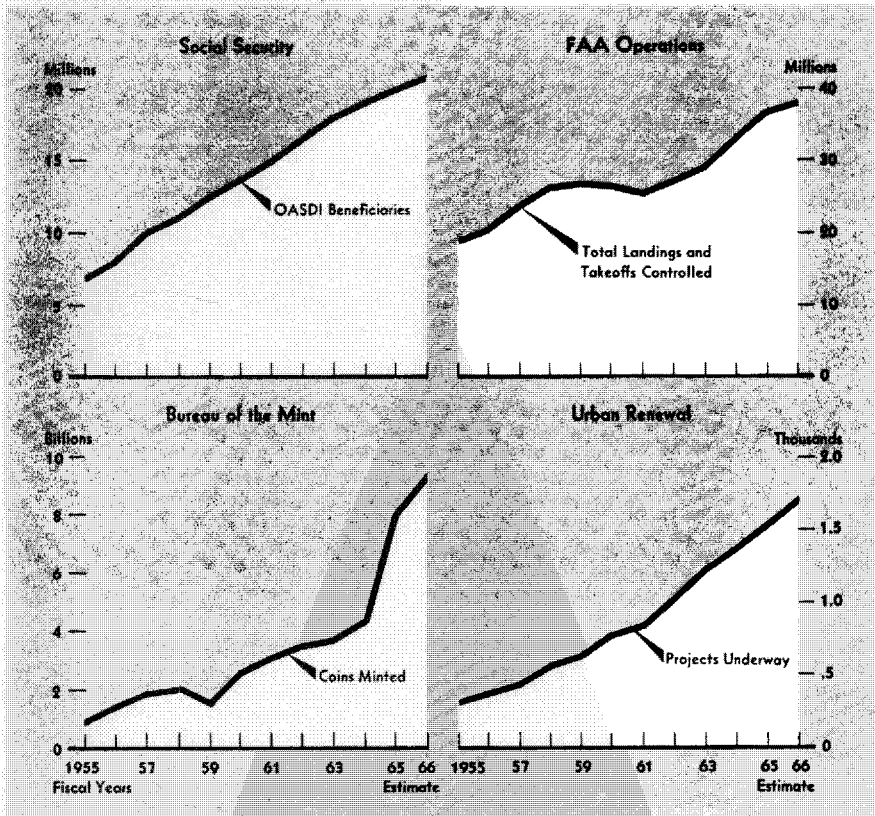 Social Security
Millions
20
15
10
5
0
OASDI Beneficiaries
FAA Operations
Millions
40
30
20
10
0
Total Landings and
Takeoffs Controlled
Bureau of the Mint
Billions
10
8
6
4
2
0
Coins Minted
1955 57 59 61 63 65 66
Fiscal Years Estimate
Urban Renewal
Thousands
2.0
1.5
1.0
.5
0
Projects Underway
1955 57 59 61 63 65 66
Estimate